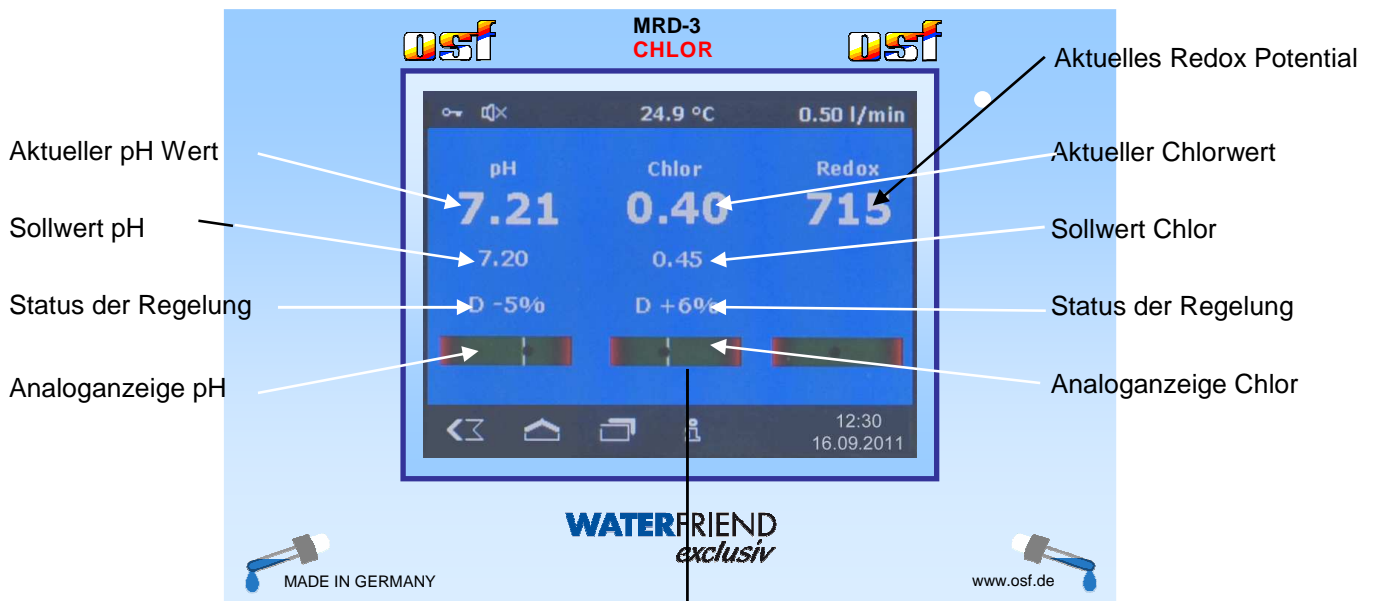 osf
MRD-3
CHLOR
osf
Aktuelles Redox Potential
24.9 °C
0.50 l/min
Aktueller pH Wert
Aktueller Chlorwert
pH
Chlor
Redox
7.21
0.40
715
Sollwert pH
Sollwert Chlor
7.20
0.45
Status der Regelung
D -5%
D +6%
Status der Regelung
Analoganzeige pH
Analoganzeige Chlor
12:30
16.09.2011
WATERFRIEND
exclusiv
MADE IN GERMANY
www.osf.de